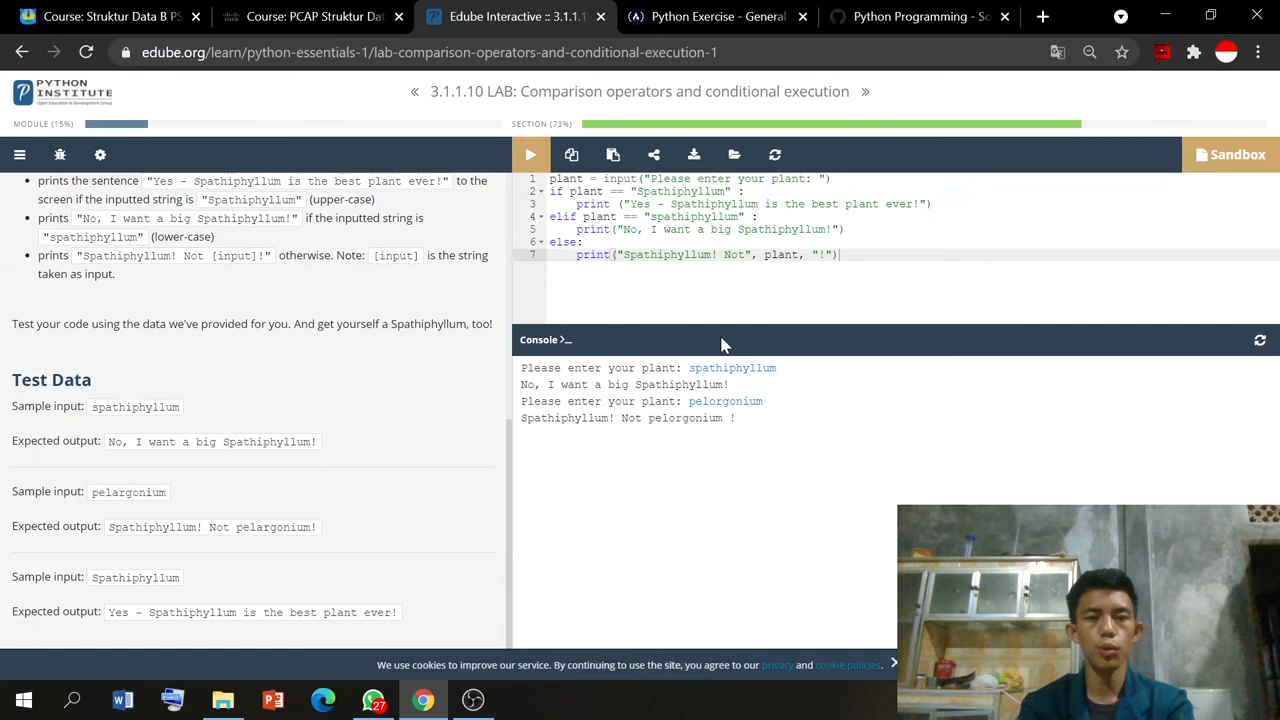 Course: Struktur Data B PS
Course: PCAP Struktur Dat
Edube Interactive :: 3.1.1.1
Python Exercise - General
Python Programming - So
edube.org/learn/python-essentials-1/lab-comparison-operators-and-conditional-execution-1
PYTHON
INSTITUTE
Open Education & Development Group
« 3.1.1.10 LAB: Comparison operators and conditional execution »
MODULE (15%)
SECTION (73%)
Sandbox
• prints the sentence "Yes - Spathiphyllum is the best plant ever!" to the
screen if the inputted string is "Spathiphyllum" (upper-case)
• prints "No, I want a big Spathiphyllum!" if the inputted string is
"spathiphyllum" (lower-case)
• prints "Spathiphyllum! Not [input]!" otherwise. Note: [input] is the string
taken as input.
Test your code using the data we've provided for you. And get yourself a Spathiphyllum, too!
Test Data
Sample input: spathiphyllum
Expected output: No, I want a big Spathiphyllum!
Sample input: pelargonium
Expected output: Spathiphyllum! Not pelargonium!
Sample input: Spathiphyllum
Expected output: Yes - Spathiphyllum is the best plant ever!
1 plant = input("Please enter your plant: ")
2 if plant == "Spathiphyllum" :
3 print ("Yes - Spathiphyllum is the best plant ever!")
4 elif plant == "spathiphyllum" :
5 print("No, I want a big Spathiphyllum!")
6 else:
7 print("Spathiphyllum! Not", plant, "!")
Console >_
Please enter your plant: spathiphyllum
No, I want a big Spathiphyllum!
Please enter your plant: pelorgonium
Spathiphyllum! Not pelorgonium !
We use cookies to improve our service. By continuing to use the site, you agree to our privacy and cookie policies.
27